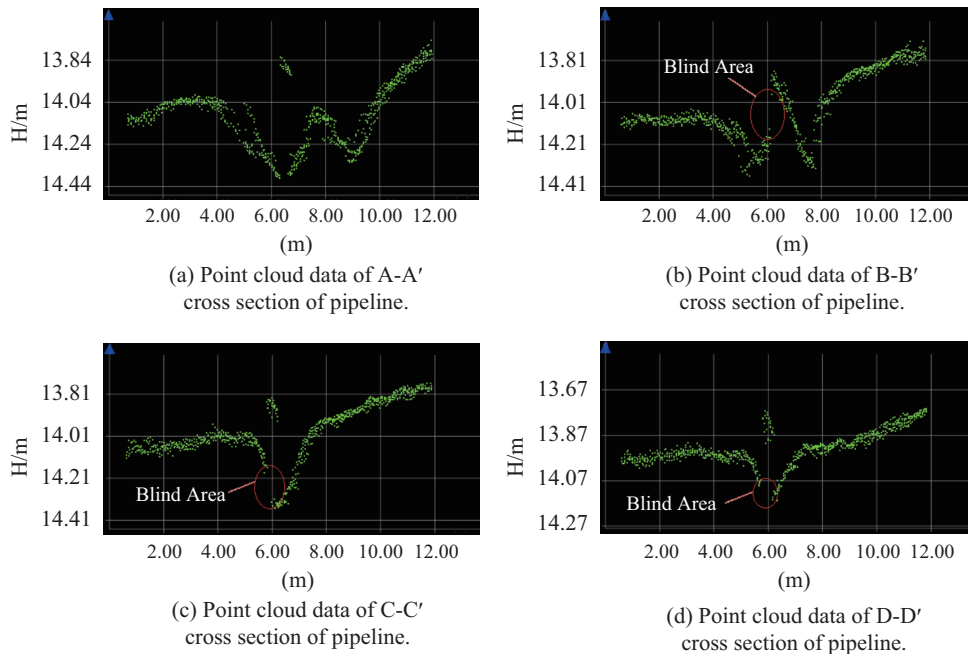 13.84
14.04
14.24
14.44
H/m
2.00 4.00 6.00 8.00 10.00 12.00
(m)
(a) Point cloud data of A-A′
cross section of pipeline.
13.81
14.01
14.21
14.41
H/m
Blind Area
2.00 4.00 6.00 8.00 10.00 12.00
(m)
(b) Point cloud data of B-B′
cross section of pipeline.
13.81
14.01
14.21
14.41
H/m
Blind Area
2.00 4.00 6.00 8.00 10.00 12.00
(m)
(c) Point cloud data of C-C′
cross section of pipeline.
13.67
13.87
14.07
14.27
H/m
Blind Area
2.00 4.00 6.00 8.00 10.00 12.00
(m)
(d) Point cloud data of D-D′
cross section of pipeline.